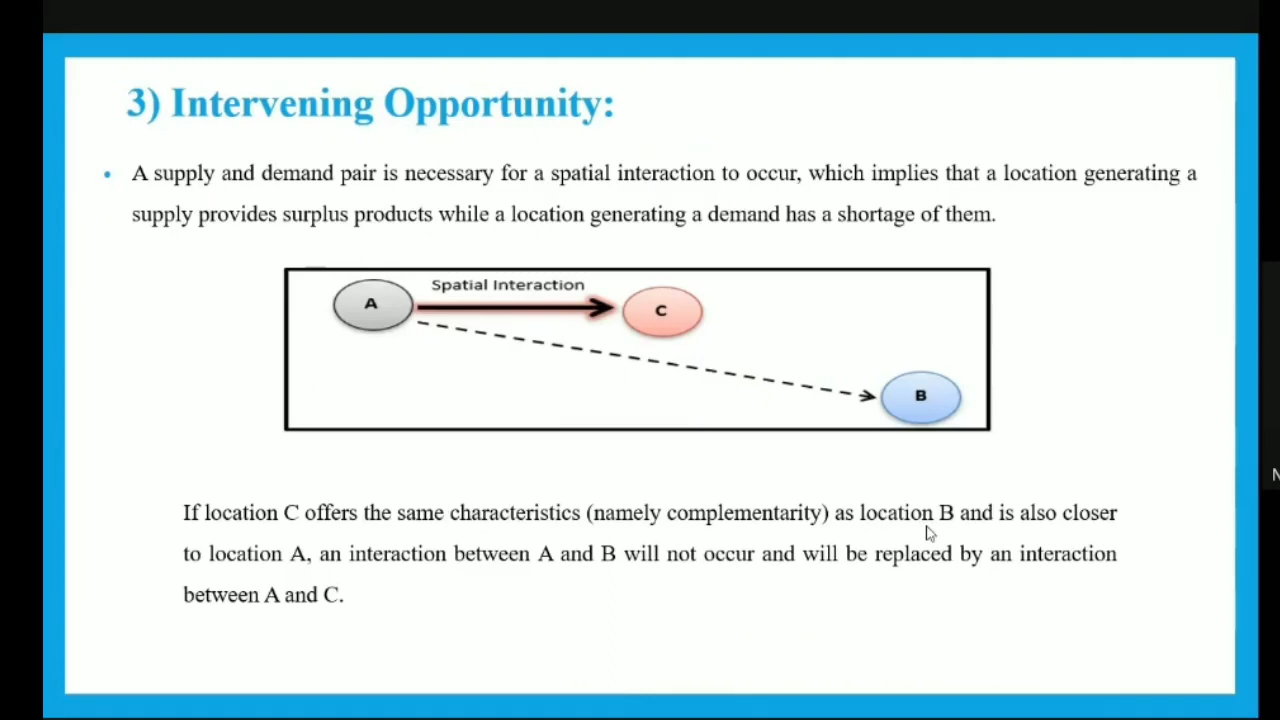 3) Intervening Opportunity:
• A supply and demand pair is necessary for a spatial interaction to occur, which implies that a location generating a
supply provides surplus products while a location generating a demand has a shortage of them.
Spatial Interaction
A
C
B
If location C offers the same characteristics (namely complementarity) as location B and is also closer
to location A, an interaction between A and B will not occur and will be replaced by an interaction
between A and C.
N